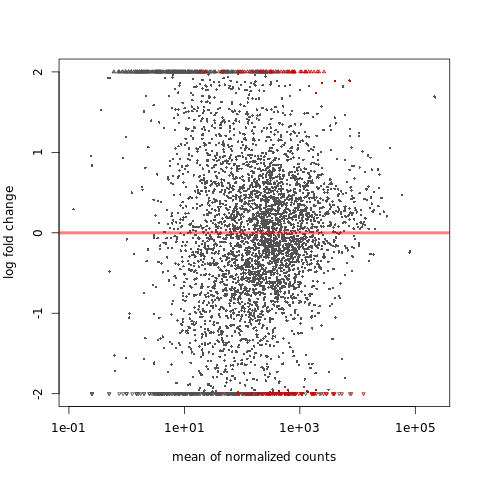 2
1
0
-1
-2
log fold change
1e-01
1e+01
1e+03
1e+05
mean of normalized counts